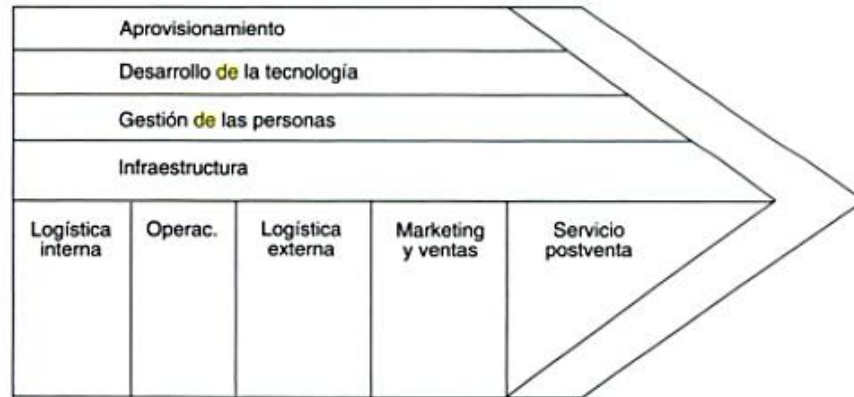 Aprovisionamiento
Desarrollo de la tecnología
Gestión de las personas
Infraestructura
Logística
interna
Operac.
Logística
externa
Marketing
y ventas
Servicio
postventa